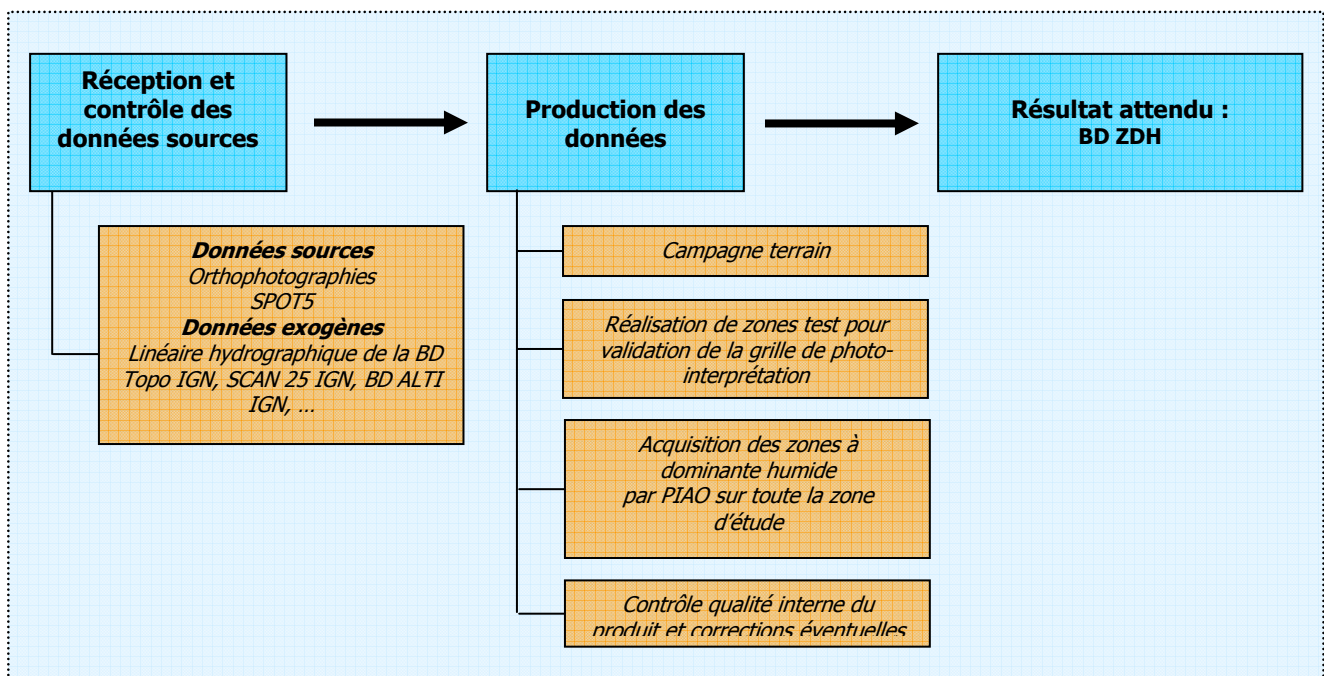 Réception et
contrôle des
données sources
Production des
données
Résultat attendu :
BD ZDH
Données sources
Orthophotographies
SPOT5
Données exogènes
Linéaire hydrographique de la BD
Topo IGN, SCAN 25 IGN, BD ALTI
IGN, ...
Campagne terrain
Réalisation de zones test pour
validation de la grille de photo-
interprétation
Acquisition des zones à
dominante humide
par PIAO sur toute la zone
d'étude
Contrôle qualité interne du
produit et corrections éventuelles